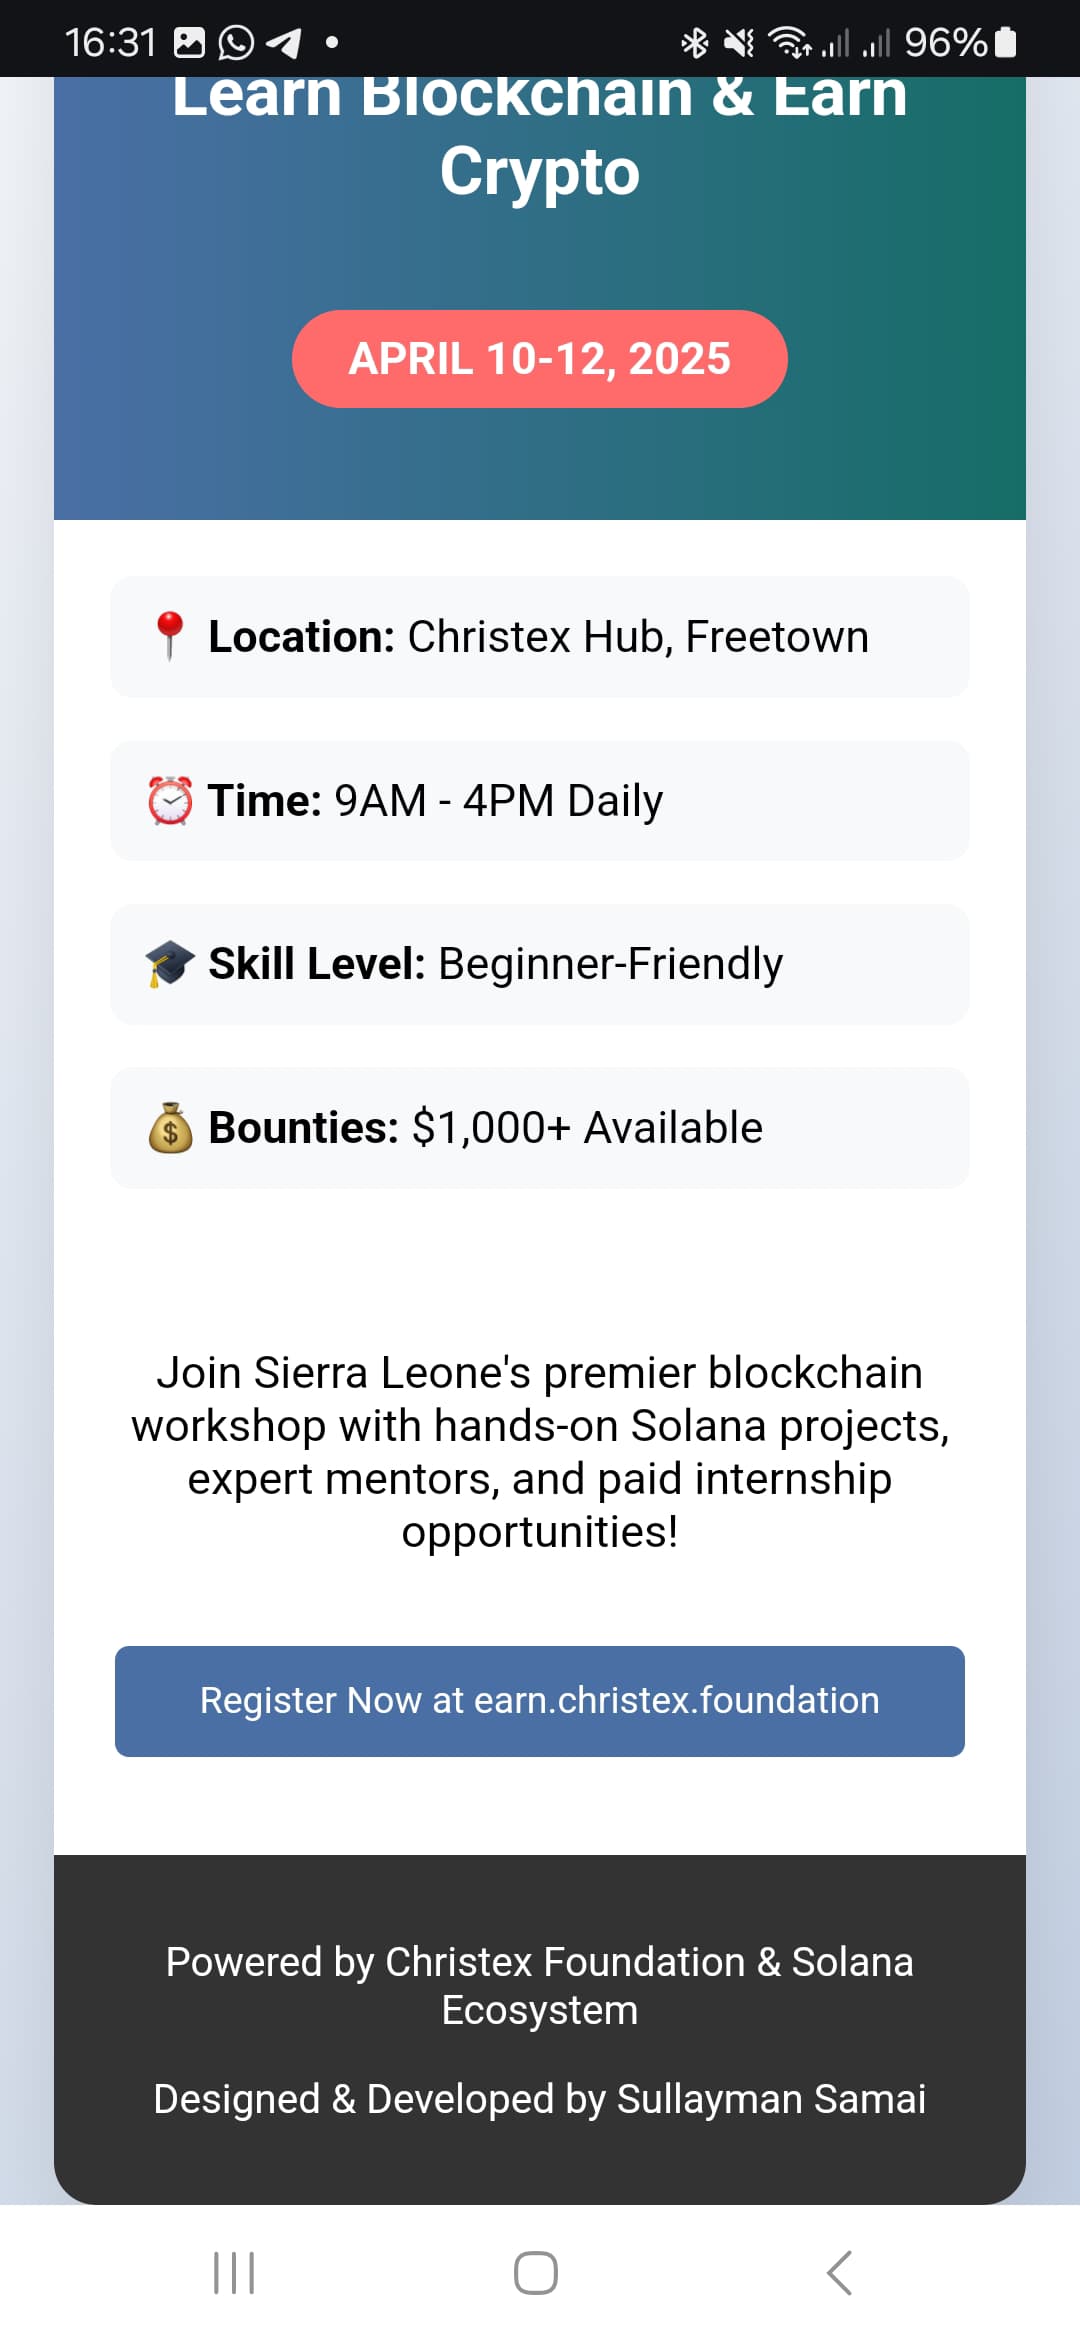 16:31
96%
Learn Blockchain & Earn
Crypto
APRIL 10-12, 2025
📍 Location: Christex Hub, Freetown
⏰ Time: 9AM - 4PM Daily
🎓 Skill Level: Beginner-Friendly
💰 Bounties: $1,000+ Available
Join Sierra Leone's premier blockchain
workshop with hands-on Solana projects,
expert mentors, and paid internship
opportunities!
Register Now at earn.christex.foundation
Powered by Christex Foundation & Solana
Ecosystem
Designed & Developed by Sullayman Samai